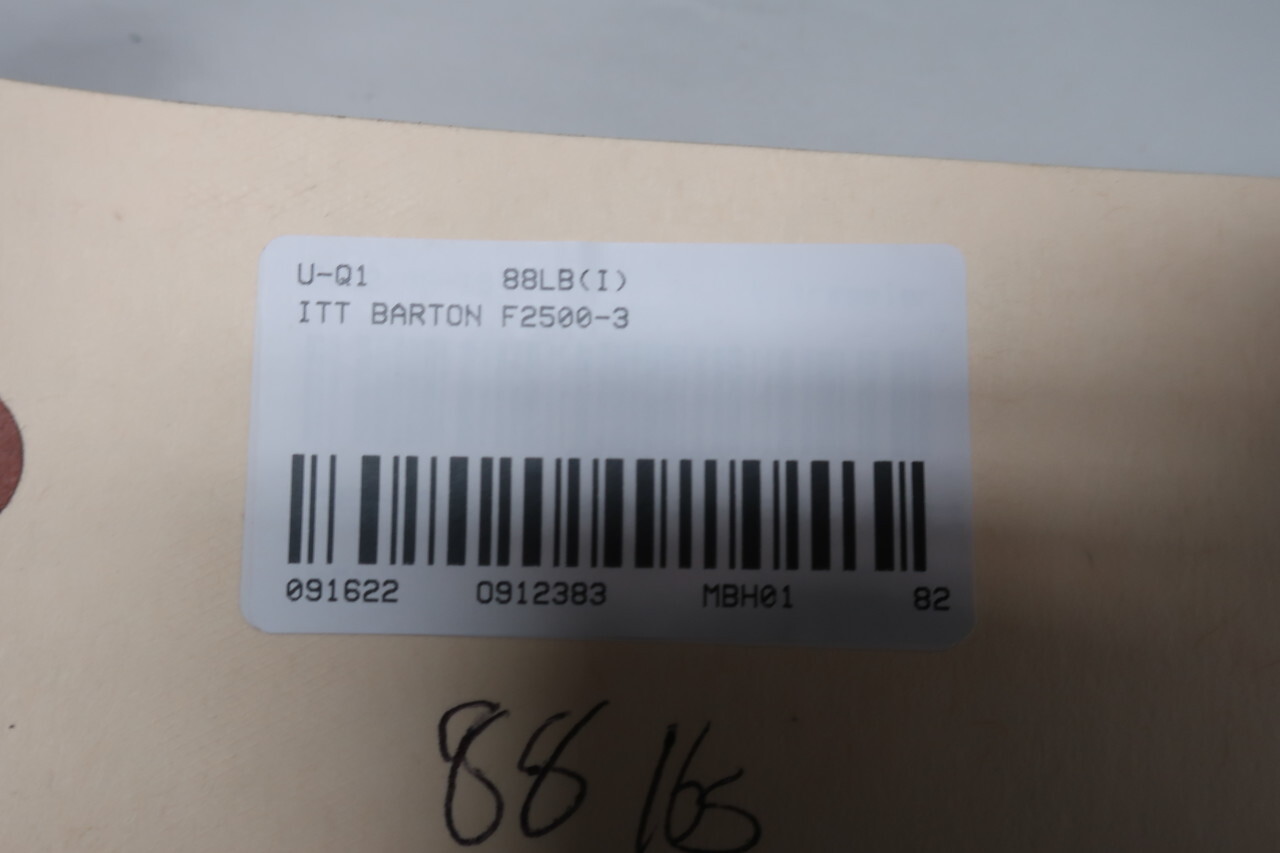 U-Q1 88LB(I)
ITT BARTON F2500-3
091622 0912383 MBH01 82
88 lbs